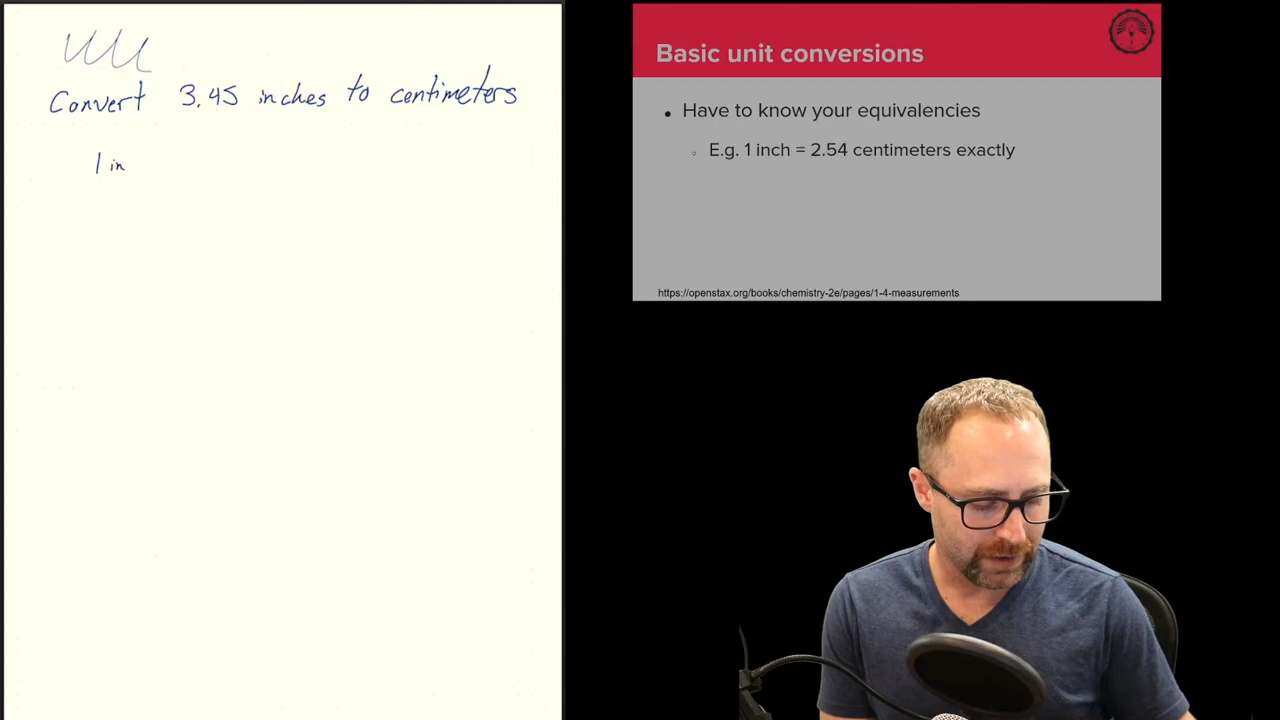 Convert 3.45 inches to centimeters
1 in
Basic unit conversions
• Have to know your equivalencies
◦ E.g. 1 inch = 2.54 centimeters exactly
https://openstax.org/books/chemistry-2e/pages/1-4-measurements